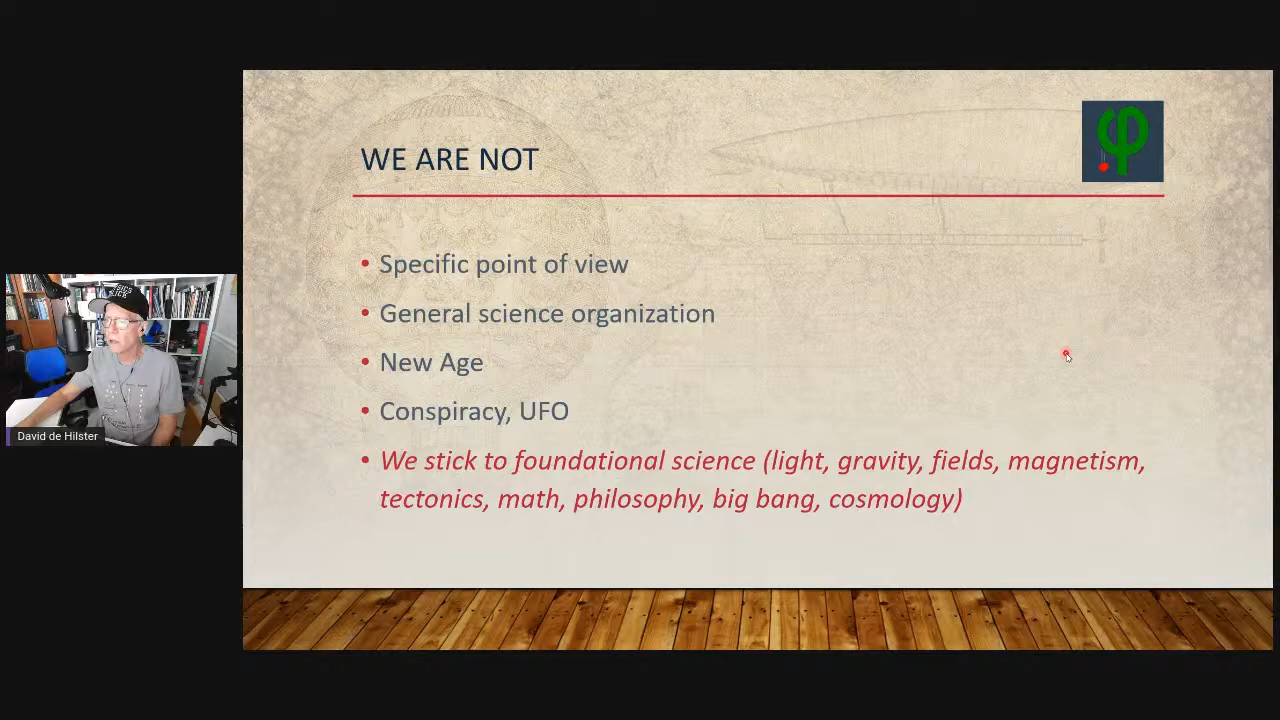 WE ARE NOT
φ
• Specific point of view
• General science organization
• New Age
• Conspiracy, UFO
• We stick to foundational science (light, gravity, fields, magnetism,
tectonics, math, philosophy, big bang, cosmology)
David de Hilster